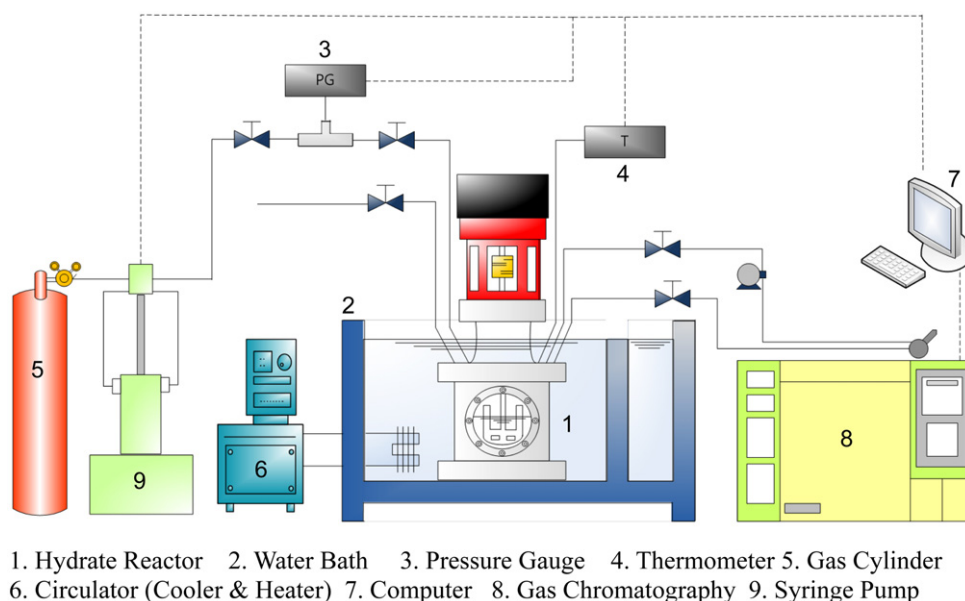 3
PG
7
T
4
2
5
1
6
8
9
1. Hydrate Reactor 2. Water Bath 3. Pressure Gauge 4. Thermometer 5. Gas Cylinder
6. Circulator (Cooler & Heater) 7. Computer 8. Gas Chromatography 9. Syringe Pump